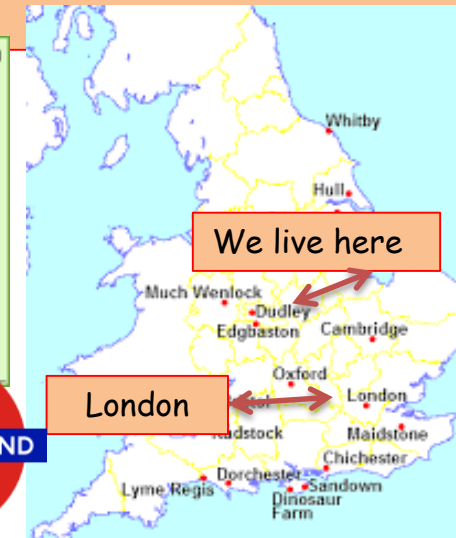 Whitby
Hull
We live here
Much Wenlock
Dudley
Edgbaston
Cambridge
Oxford
London
London
Maidstone
Chichester
Dorchester
Sandown
Lyme Regis
Dinosaur
Farm
ND